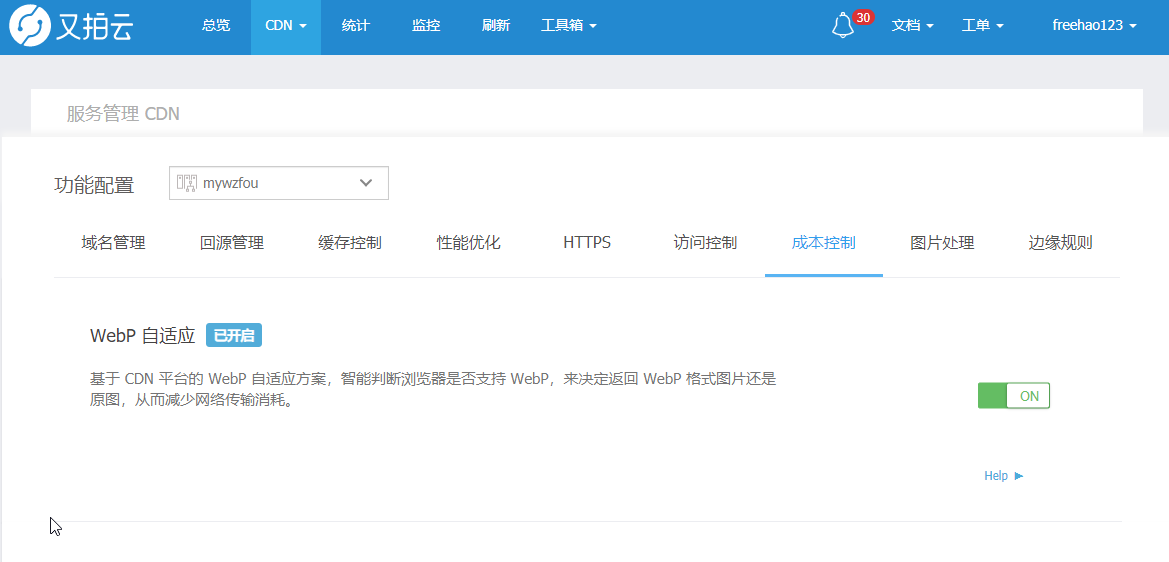 又拍云 总览 CDN 统计 监控 刷新 工具箱 30 文档 工单 freehao123
服务管理 CDN
功能配置 mywzfou
域名管理 回源管理 缓存控制 性能优化 HTTPS 访问控制 成本控制 图片处理 边缘规则
WebP 自适应 已开启
基于 CDN 平台的 WebP 自适应方案，智能判断浏览器是否支持 WebP，来决定返回 WebP 格式图片还是
原图，从而减少网络传输消耗。
ON
Help